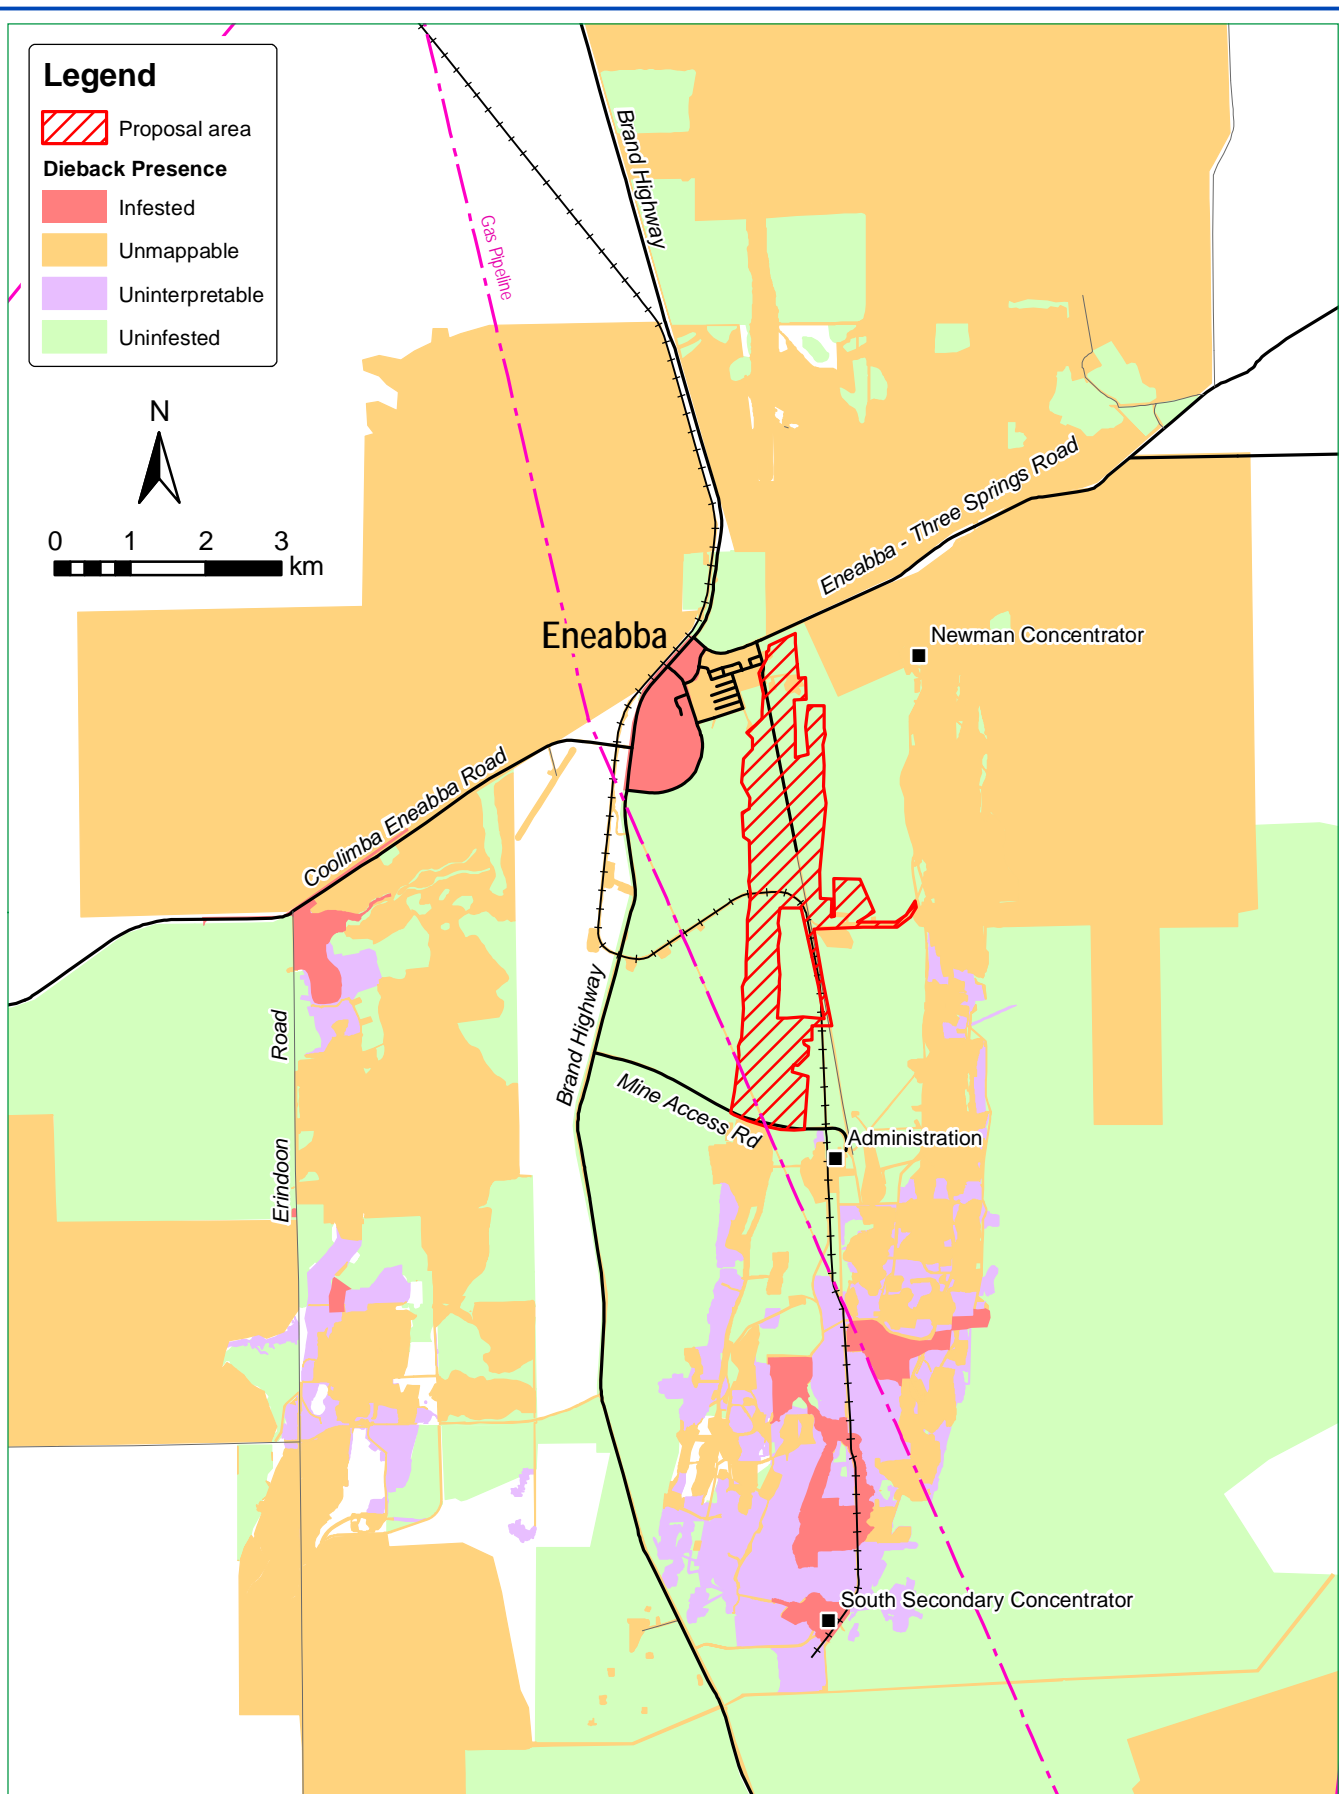 Legend
Proposal area
Dieback Presence
Infested
Unmappable
Uninterpretable
Uninfested
N
0 1 2 3
km
Brand Highway
Gas Pipeline
Eneabba - Three Springs Road
Eneabba
Newman Concentrator
Coolimba Eneabba Road
Brand Highway
Road
Erindoon
Mine Access Rd
Administration
South Secondary Concentrator